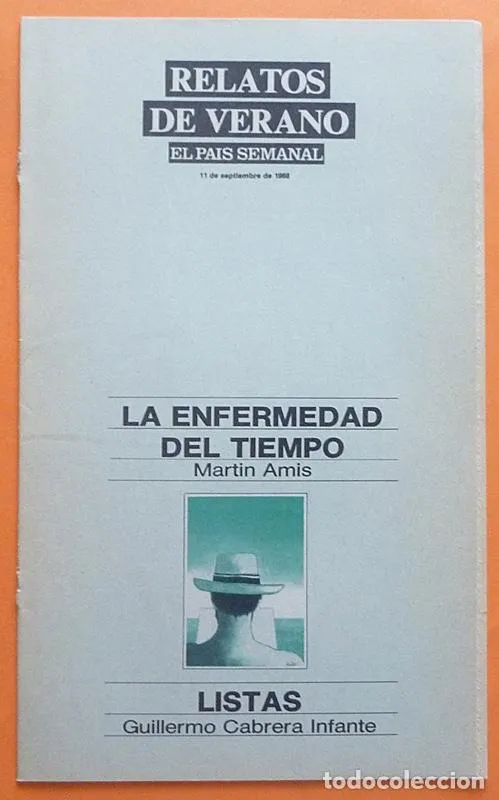 RELATOS
DE VERANO
EL PAIS SEMANAL
11 de septiembre de 1988
LA ENFERMEDAD
DEL TIEMPO
Martin Amis
LISTAS
Guillermo Cabrera Infante
todocoleccion